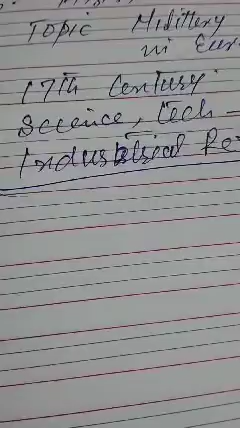 Topic Military
in Eur
17th Century
Science, Tech -
Industrial Re